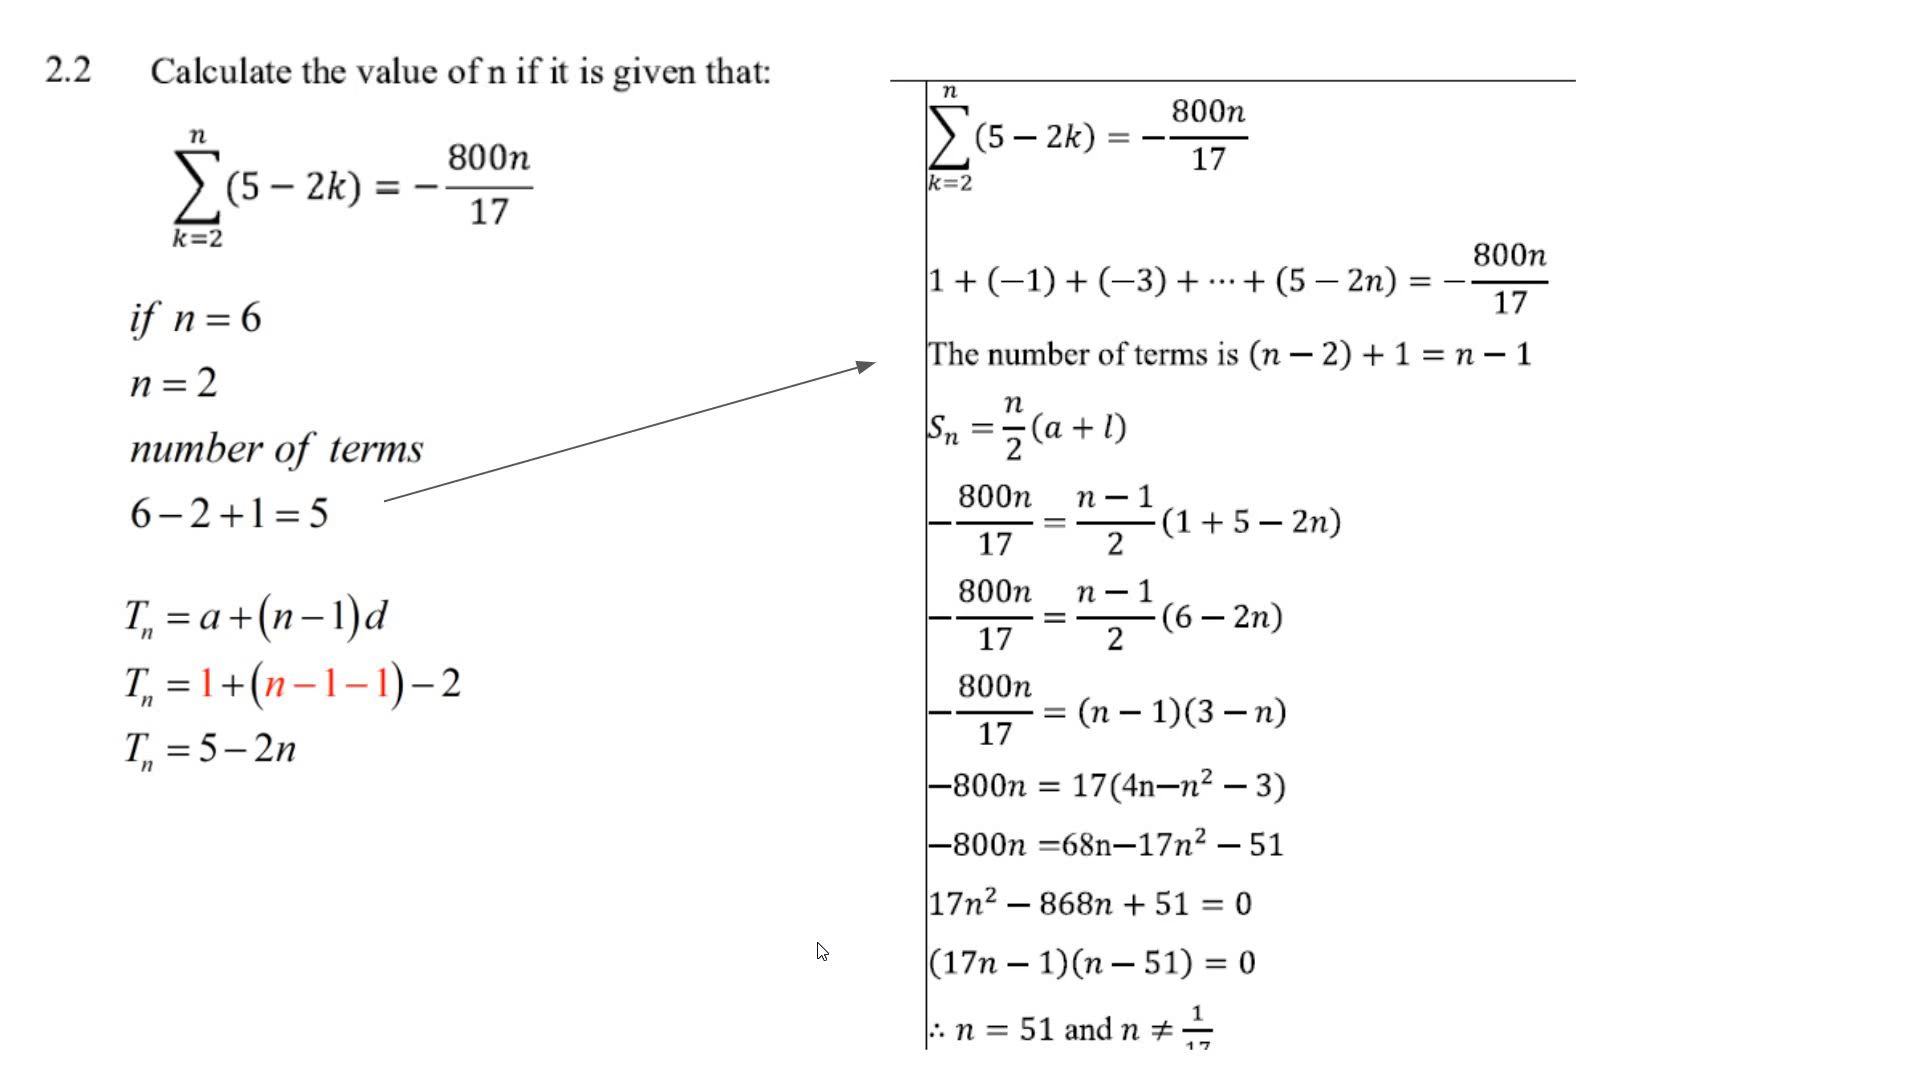 2.2 Calculate the value of n if it is given that:
n
∑ (5 − 2k) = − 800n/17
k=2
if n = 6
n = 2
number of terms
6 − 2 + 1 = 5
Tₙ = a + (n − 1)d
Tₙ = 1 + (n − 1 − 1) − 2
Tₙ = 5 − 2n
n
∑ (5 − 2k) = − 800n/17
k=2
1 + (−1) + (−3) + ⋯ + (5 − 2n) = − 800n/17
The number of terms is (n − 2) + 1 = n − 1
Sₙ = n/2 (a + l)
− 800n/17 = n − 1/2 (1 + 5 − 2n)
− 800n/17 = n − 1/2 (6 − 2n)
− 800n/17 = (n − 1)(3 − n)
−800n = 17(4n−n² − 3)
−800n =68n−17n² − 51
17n² − 868n + 51 = 0
(17n − 1)(n − 51) = 0
∴ n = 51 and n ≠ 1/17